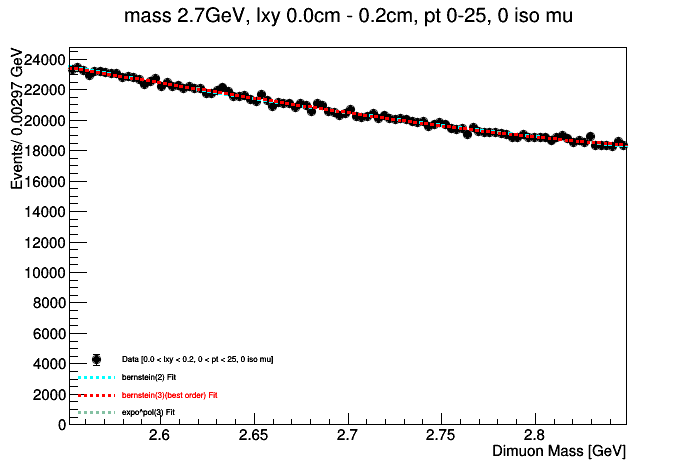 mass 2.7GeV, lxy 0.0cm - 0.2cm, pt 0-25, 0 iso mu
Events/ 0.00297 GeV
24000
22000
20000
18000
16000
14000
12000
10000
8000
6000
4000
2000
0
Data [0.0 < lxy < 0.2, 0 < pt < 25, 0 iso mu]
bernstein(2) Fit
bernstein(3)(best order) Fit
expo^pol(3) Fit
2.6 2.65 2.7 2.75 2.8
Dimuon Mass [GeV]